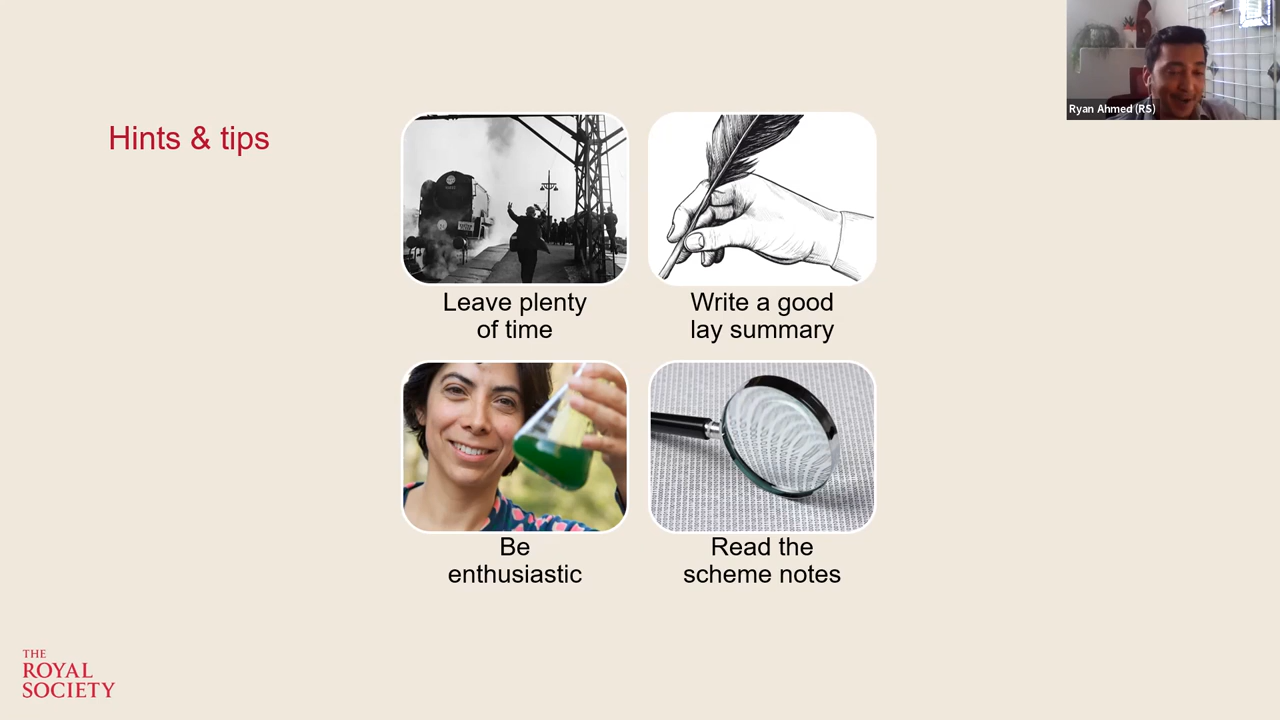 Hints & tips
Leave plenty
of time
Write a good
lay summary
Be
enthusiastic
Read the
scheme notes
Ryan Ahmed (RS)
THE
ROYAL
SOCIETY